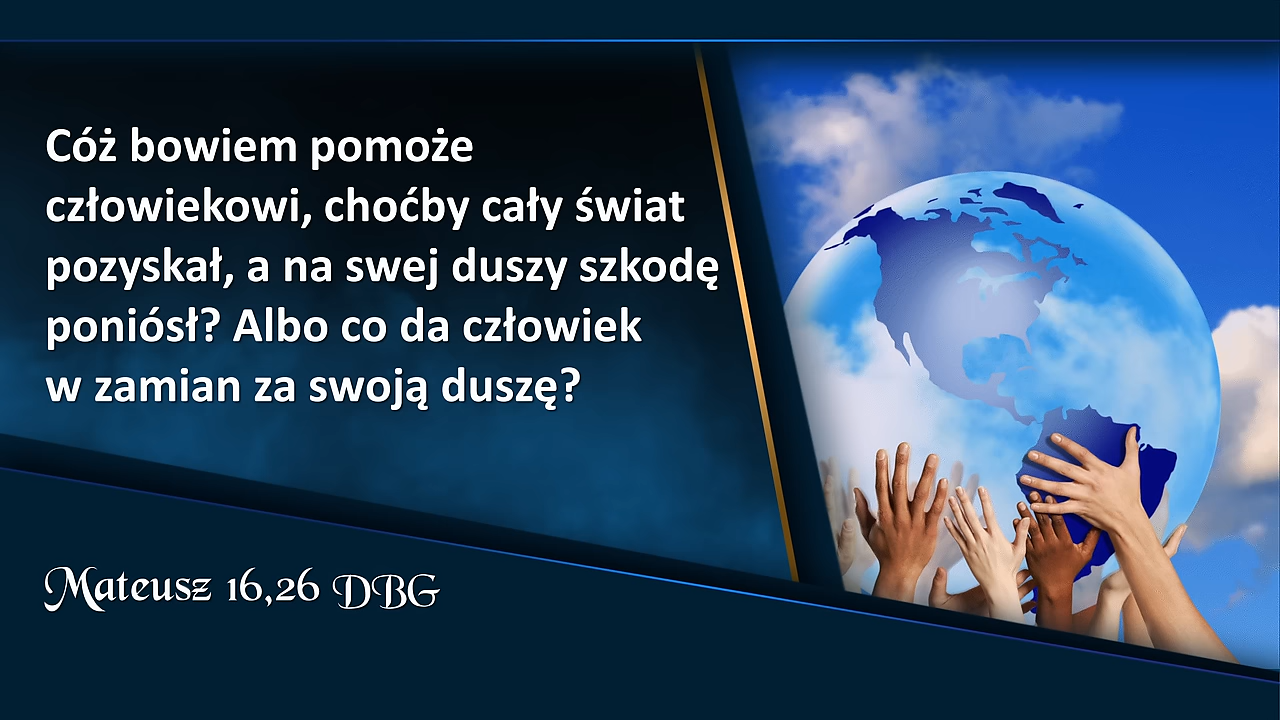 Cóż bowiem pomoże
człowiekowi, choćby cały świat
pozyskał, a na swej duszy szkodę
poniósł? Albo co da człowiek
w zamian za swoją duszę?
Mateusz 16,26 DBG